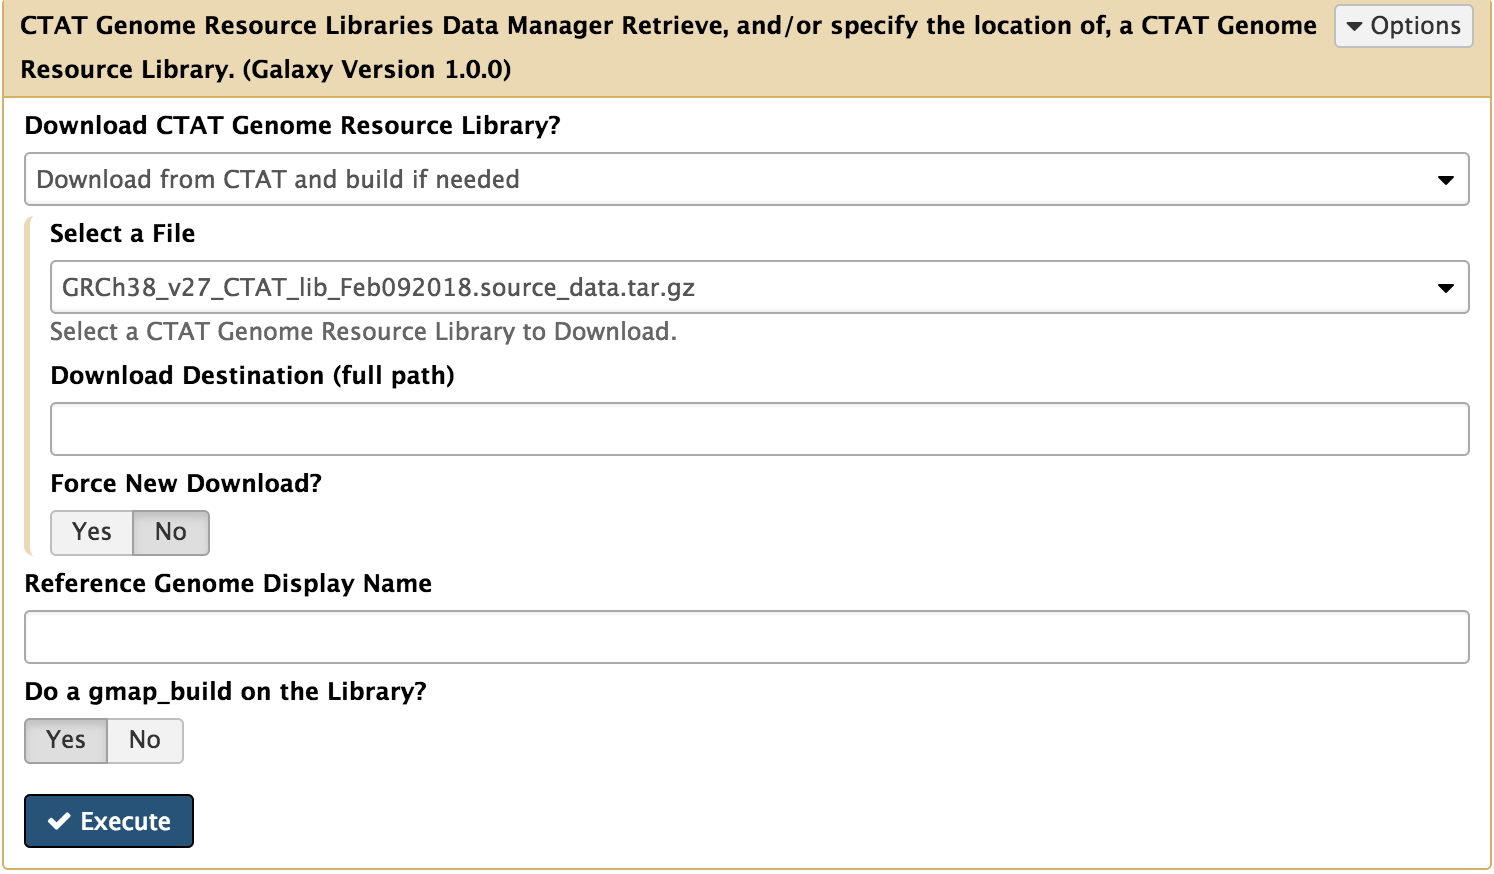 CTAT Genome Resource Libraries Data Manager Retrieve, and/or specify the location of, a CTAT Genome
Resource Library. (Galaxy Version 1.0.0)
Options
Download CTAT Genome Resource Library?
Download from CTAT and build if needed
Select a File
GRCh38_v27_CTAT_lib_Feb092018.source_data.tar.gz
Select a CTAT Genome Resource Library to Download.
Download Destination (full path)
Force New Download?
Yes No
Reference Genome Display Name
Do a gmap_build on the Library?
Yes No
Execute